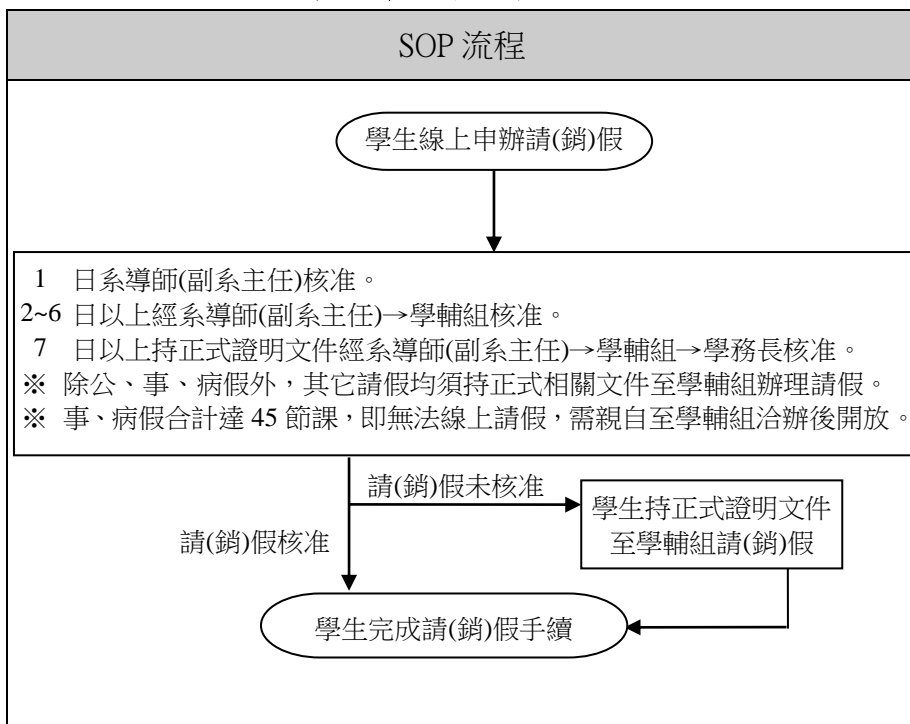 SOP 流程
學生線上申辦請(銷)假
1 日系導師(副系主任)核准。
2~6 日以上經系導師(副系主任)→學輔組核准。
7 日以上持正式證明文件經系導師(副系主任)→學輔組→學務長核准。
※ 除公、事、病假外，其它請假均須持正式相關文件至學輔組辦理請假。
※ 事、病假合計達 45 節課，即無法線上請假，需親自至學輔組洽辦後開放。
請(銷)假未核准
學生持正式證明文件
至學輔組請(銷)假
請(銷)假核准
學生完成請(銷)假手續